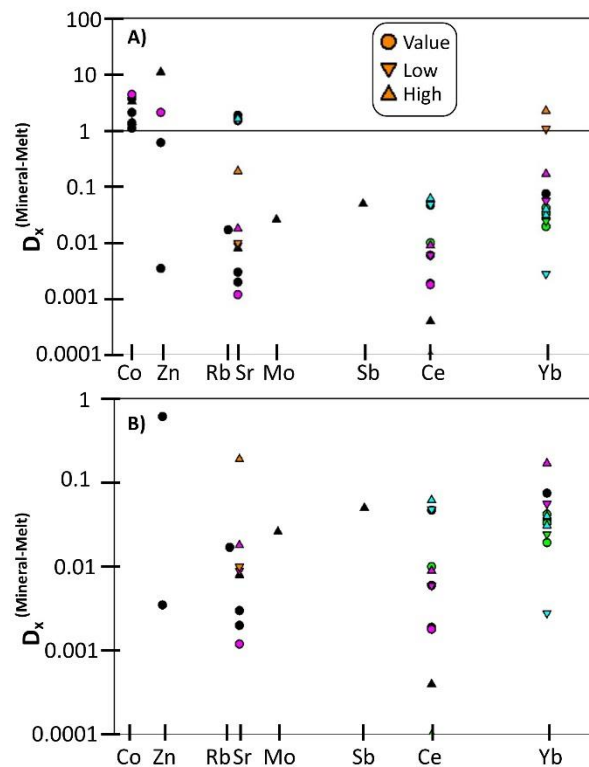 A)
Value
Low
High
100
10
1
0.1
0.01
0.001
0.0001
Dx(Mineral-Melt)
Co Zn Rb Sr Mo Sb Ce Yb
B)
1
0.1
0.01
0.001
0.0001
Dx(Mineral-Melt)
Co Zn Rb Sr Mo Sb Ce Yb